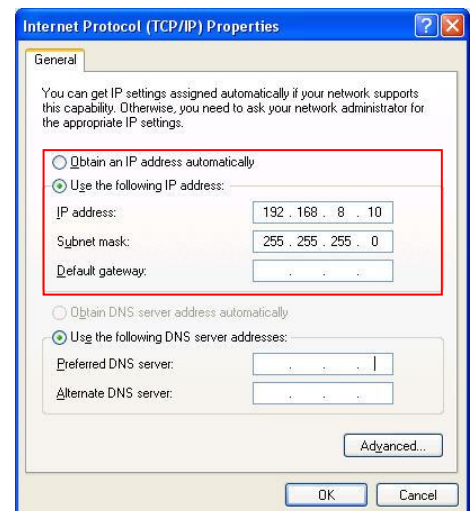 Internet Protocol (TCP/IP) Properties
General
You can get IP settings assigned automatically if your network supports
this capability. Otherwise, you need to ask your network administrator for
the appropriate IP settings.
Obtain an IP address automatically
Use the following IP address:
IP address: 192 . 168 . 8 . 10
Subnet mask: 255 . 255 . 255 . 0
Default gateway: . . .
Obtain DNS server address automatically
Use the following DNS server addresses:
Preferred DNS server: . . .
Alternate DNS server: . . .
Advanced...
OK Cancel